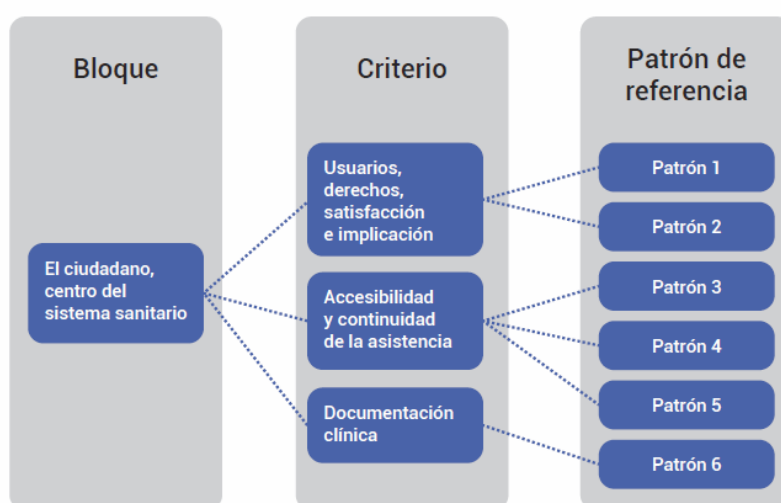 Bloque
El ciudadano,
centro del
sistema sanitario
Criterio
Usuarios,
derechos,
satisfacción
e implicación
Accesibilidad
y continuidad
de la asistencia
Documentación
clínica
Patrón de
referencia
Patrón 1
Patrón 2
Patrón 3
Patrón 4
Patrón 5
Patrón 6